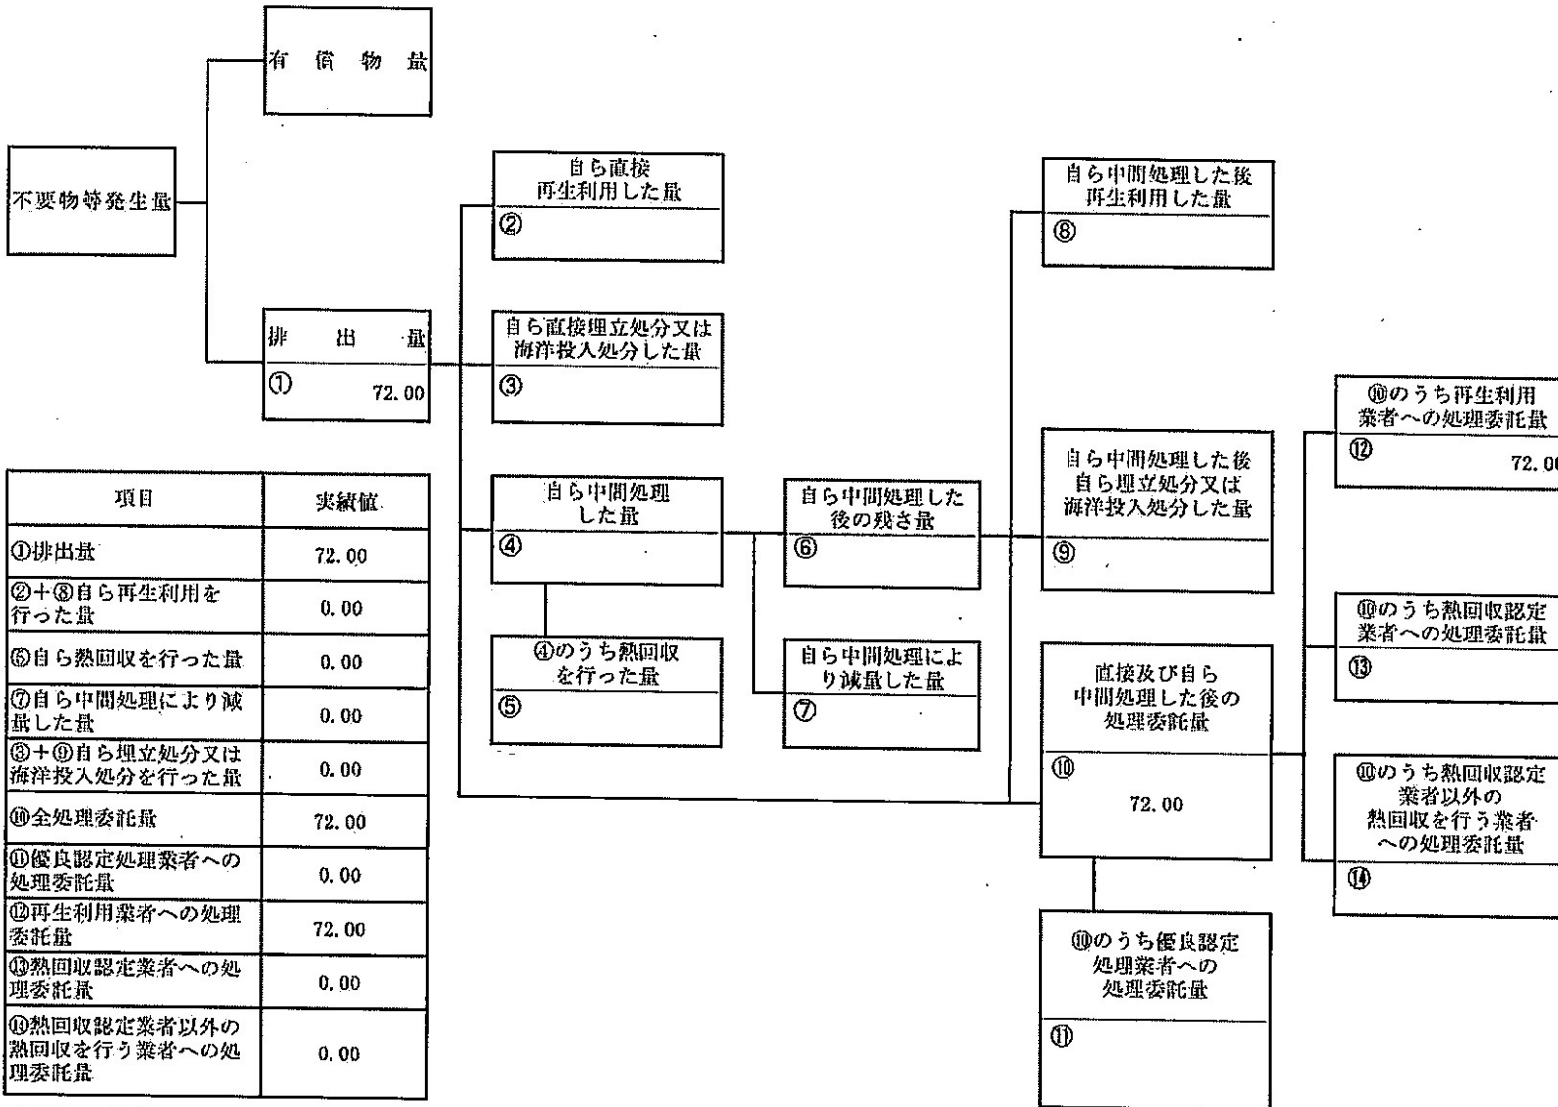 有償物量
不要物等発生量
排出量
① 72.00
自ら直接
再生利用した量
②
自ら直接埋立処分又は
海洋投入処分した量
③
自ら中間処理
した量
④
④のうち熱回収
を行った量
⑤
自ら中間処理した
後の残さ量
⑥
自ら中間処理によ
り減量した量
⑦
自ら中間処理した後
再生利用した量
⑧
自ら中間処理した後
自ら埋立処分又は
海洋投入処分した量
⑨
直接及び自ら
中間処理した後の
処理委託量
⑩
72.00
⑩のうち優良認定
処理業者への
処理委託量
⑪
⑩のうち再生利用
業者への処理委託量
⑫ 72.00
⑩のうち熱回収認定
業者への処理委託量
⑬
⑩のうち熱回収認定
業者以外の
熱回収を行う業者
への処理委託量
⑭
項目 実績値
①排出量 72.00
②+⑧自ら再生利用を
行った量 0.00
⑤自ら熱回収を行った量 0.00
⑦自ら中間処理により減
量した量 0.00
③+⑨自ら埋立処分又は
海洋投入処分を行った量 0.00
⑩全処理委託量 72.00
⑪優良認定処理業者への
処理委託量 0.00
⑫再生利用業者への処理
委託量 72.00
⑬熱回収認定業者への処
理委託量 0.00
⑭熱回収認定業者以外の
熱回収を行う業者への処
理委託量 0.00